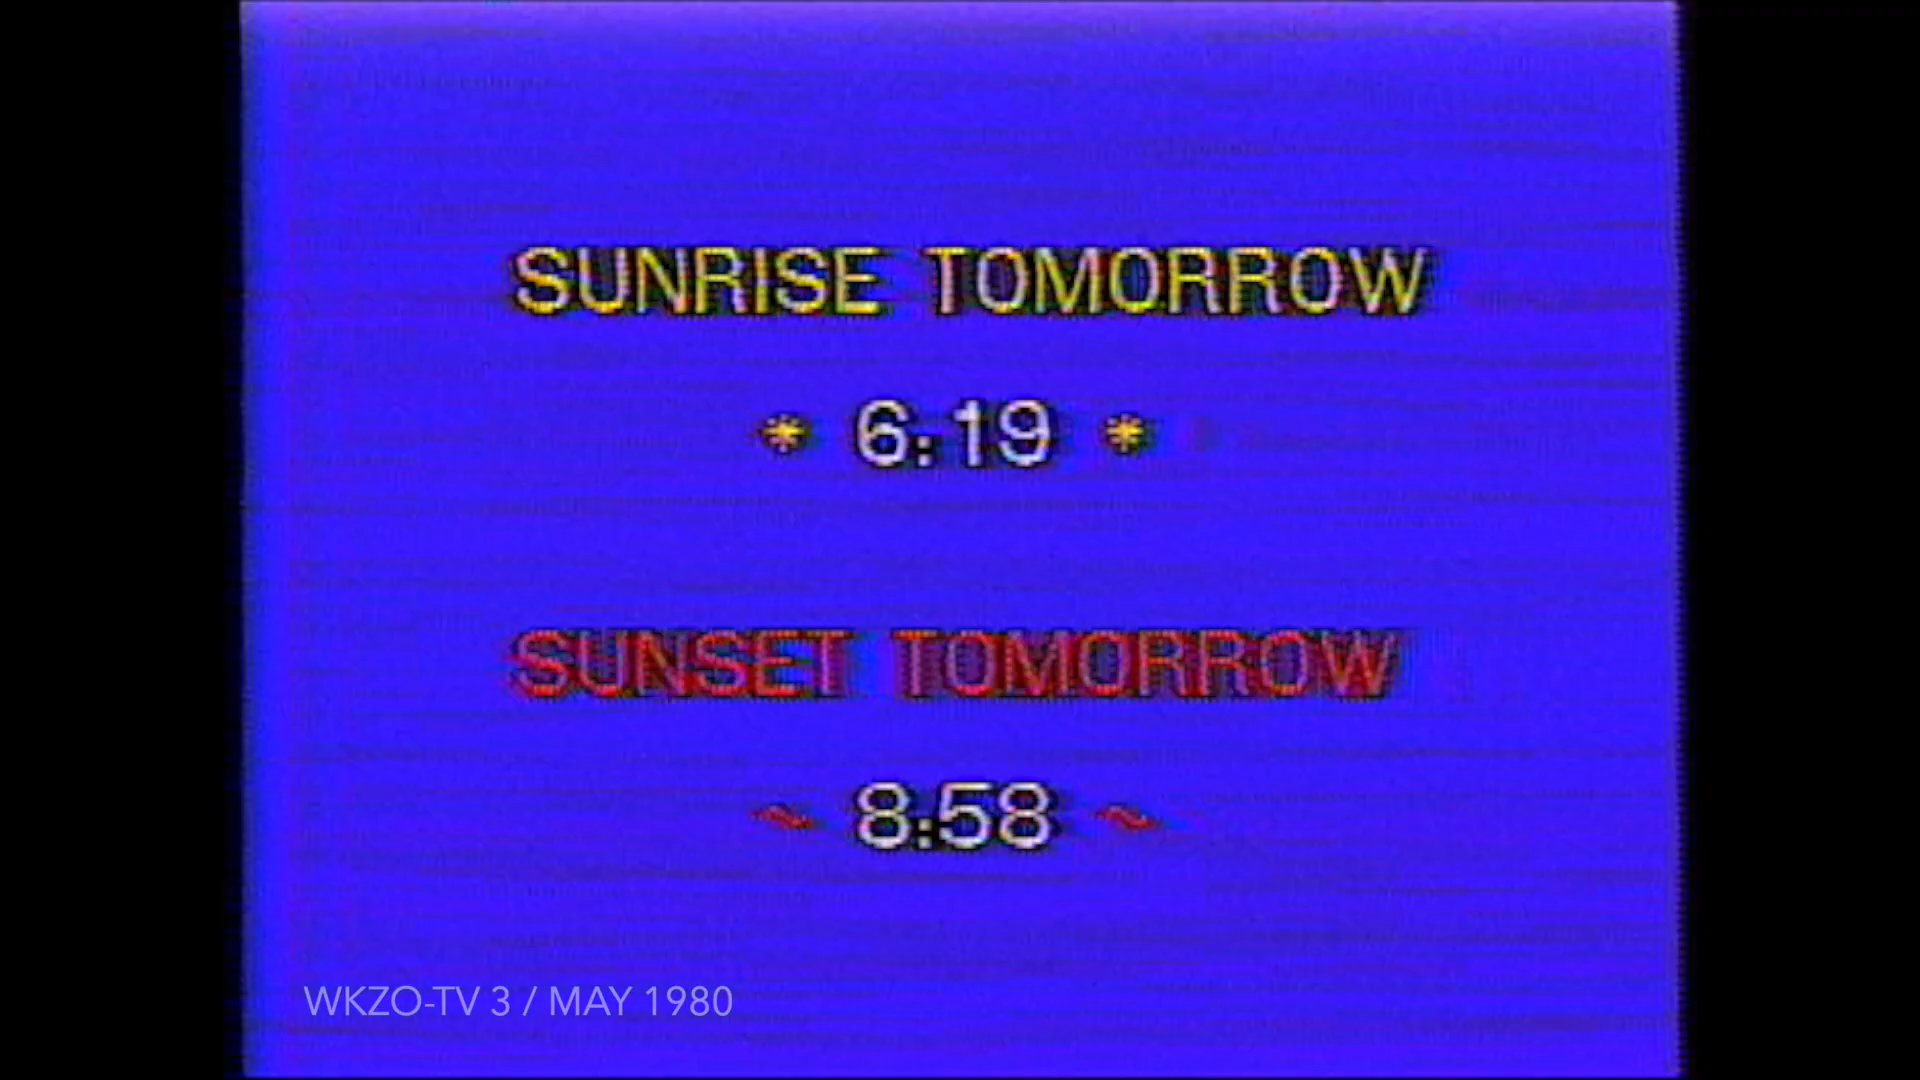 SUNRISE TOMORROW
* 6:19 *
SUNSET TOMORROW
~ 8:58 ~
WKZO-TV 3 / MAY 1980